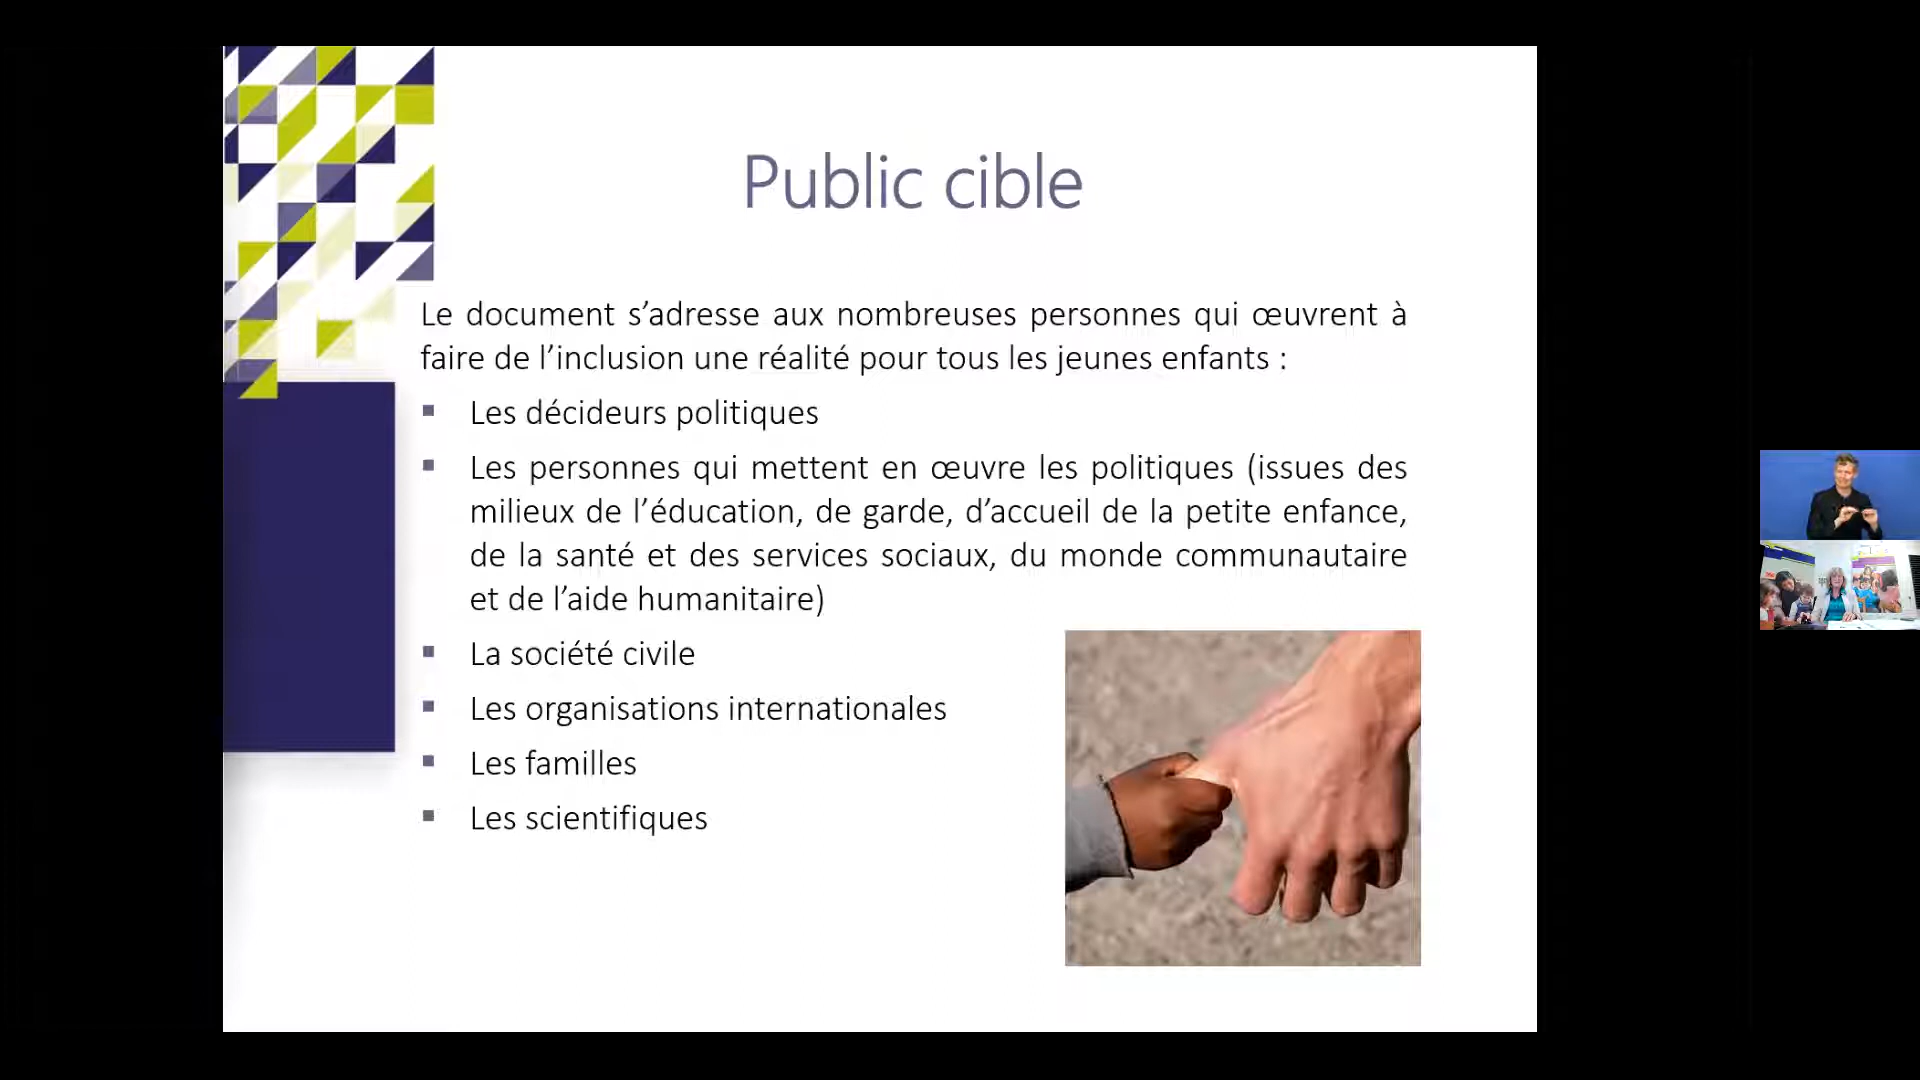 Public cible
Le document s’adresse aux nombreuses personnes qui œuvrent à
faire de l’inclusion une réalité pour tous les jeunes enfants :
▪ Les décideurs politiques
▪ Les personnes qui mettent en œuvre les politiques (issues des
milieux de l’éducation, de garde, d’accueil de la petite enfance,
de la santé et des services sociaux, du monde communautaire
et de l’aide humanitaire)
▪ La société civile
▪ Les organisations internationales
▪ Les familles
▪ Les scientifiques